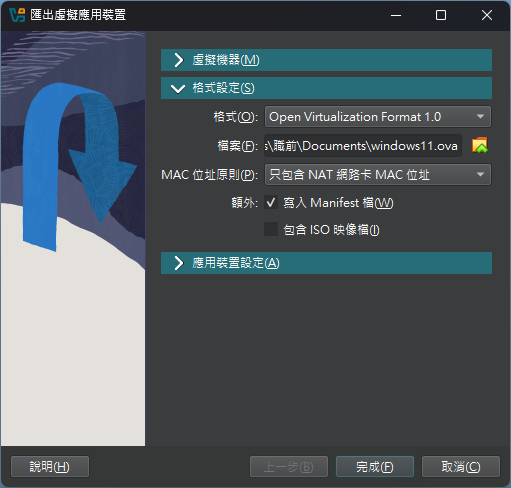 匯出虛擬應用裝置
虛擬機器(M)
格式設定(S)
格式(O): Open Virtualization Format 1.0
檔案(F): s\職前\Documents\windows11.ova
MAC 位址原則(P): 只包含 NAT 網路卡 MAC 位址
額外: 寫入 Manifest 檔(W)
包含 ISO 映像檔(I)
應用裝置設定(A)
說明(H) 上一步(B) 完成(F) 取消(C)